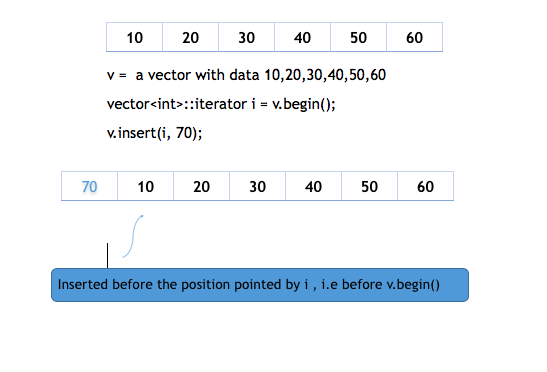 10 20 30 40 50 60
v = a vector with data 10,20,30,40,50,60
vector<int>::iterator i = v.begin();
v.insert(i, 70);
70 10 20 30 40 50 60
Inserted before the position pointed by i , i.e before v.begin()